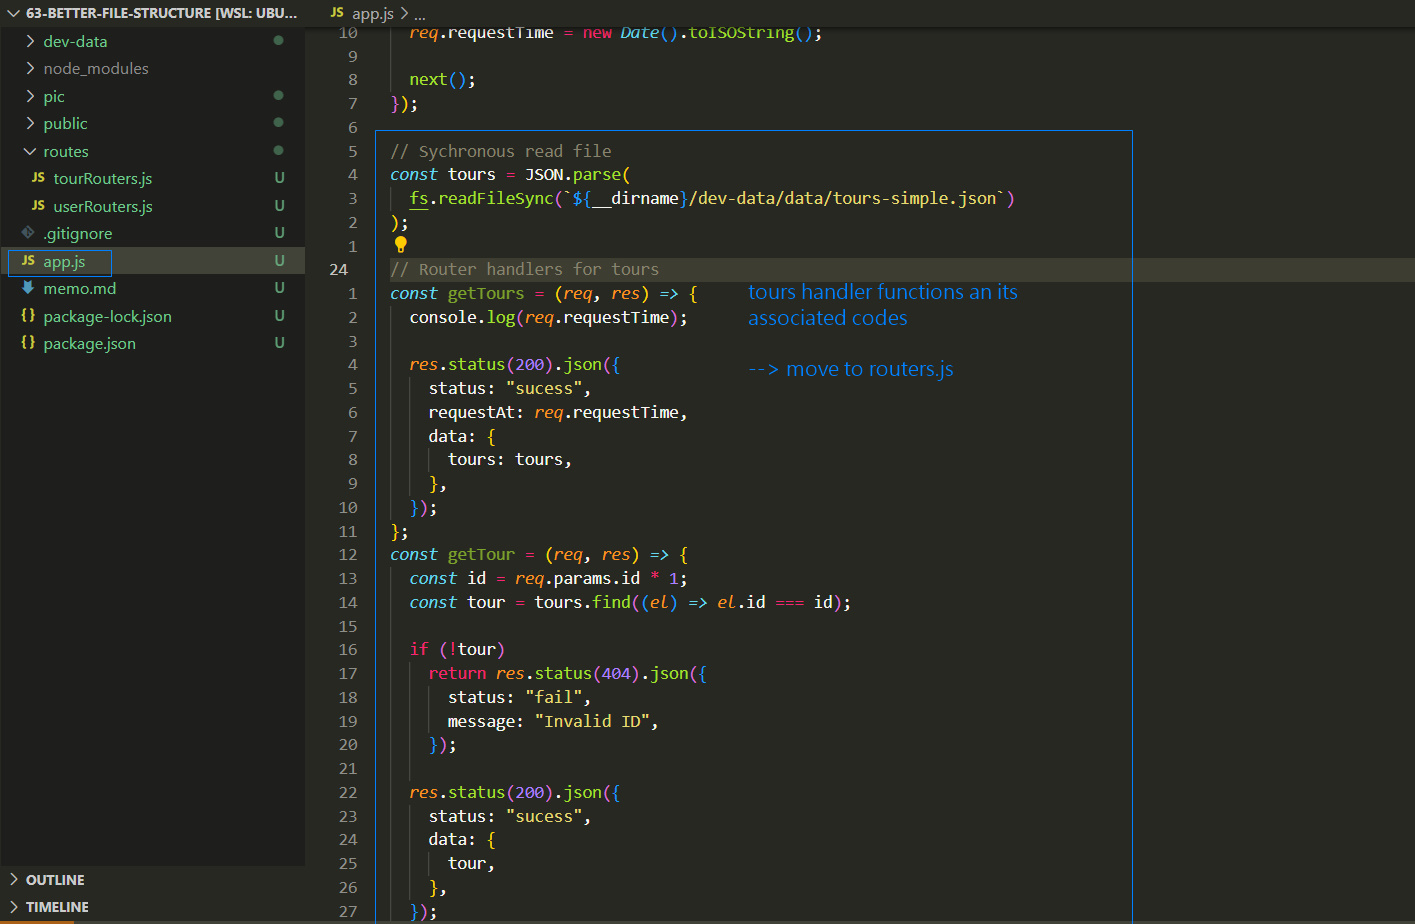 63-BETTER-FILE-STRUCTURE [WSL: UBU...
dev-data
node_modules
pic
public
routes
JS tourRouters.js U
JS userRouters.js U
.gitignore U
JS app.js U
memo.md U
{} package-lock.json U
{} package.json U
OUTLINE
TIMELINE
JS app.js > ...
10 req.requestTime = new Date().toISOString();
9
8 next();
7 });
6
5 // Sychronous read file
4 const tours = JSON.parse(
3 fs.readFileSync(`${__dirname}/dev-data/data/tours-simple.json`)
2 );
1
24 // Router handlers for tours
1 const getTours = (req, res) => {
2 console.log(req.requestTime);
3
4 res.status(200).json({
5 status: "sucess",
6 requestAt: req.requestTime,
7 data: {
8 tours: tours,
9 },
10 });
11 };
12 const getTour = (req, res) => {
13 const id = req.params.id * 1;
14 const tour = tours.find((el) => el.id === id);
15
16 if (!tour)
17 return res.status(404).json({
18 status: "fail",
19 message: "Invalid ID",
20 });
21
22 res.status(200).json({
23 status: "sucess",
24 data: {
25 tour,
26 },
27 });
tours handler functions an its
associated codes
--> move to routers.js